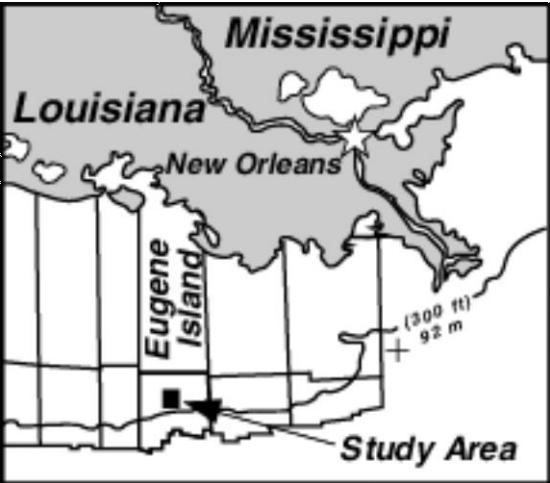 Mississippi
Louisiana
New Orleans
Eugene
Island
(300 ft)
92 m
Study Area